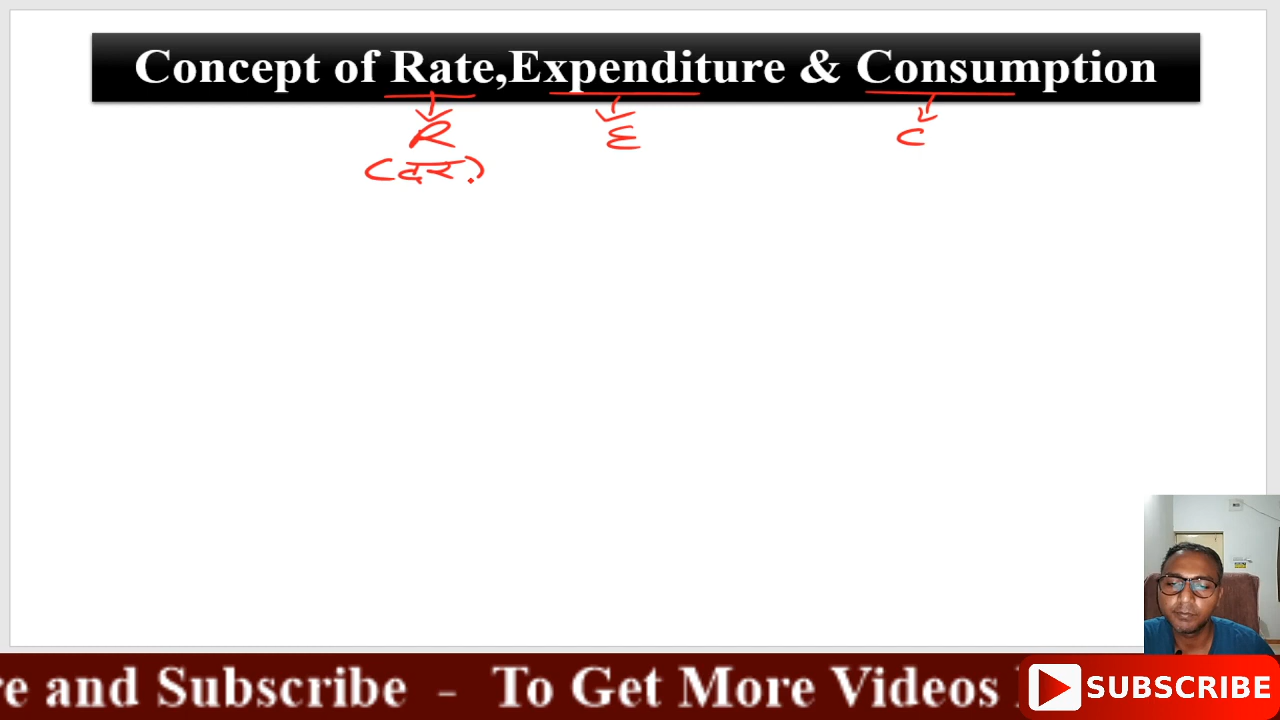 Concept of Rate,Expenditure & Consumption
R E C
(दर)
re and Subscribe - To Get More Videos
SUBSCRIBE